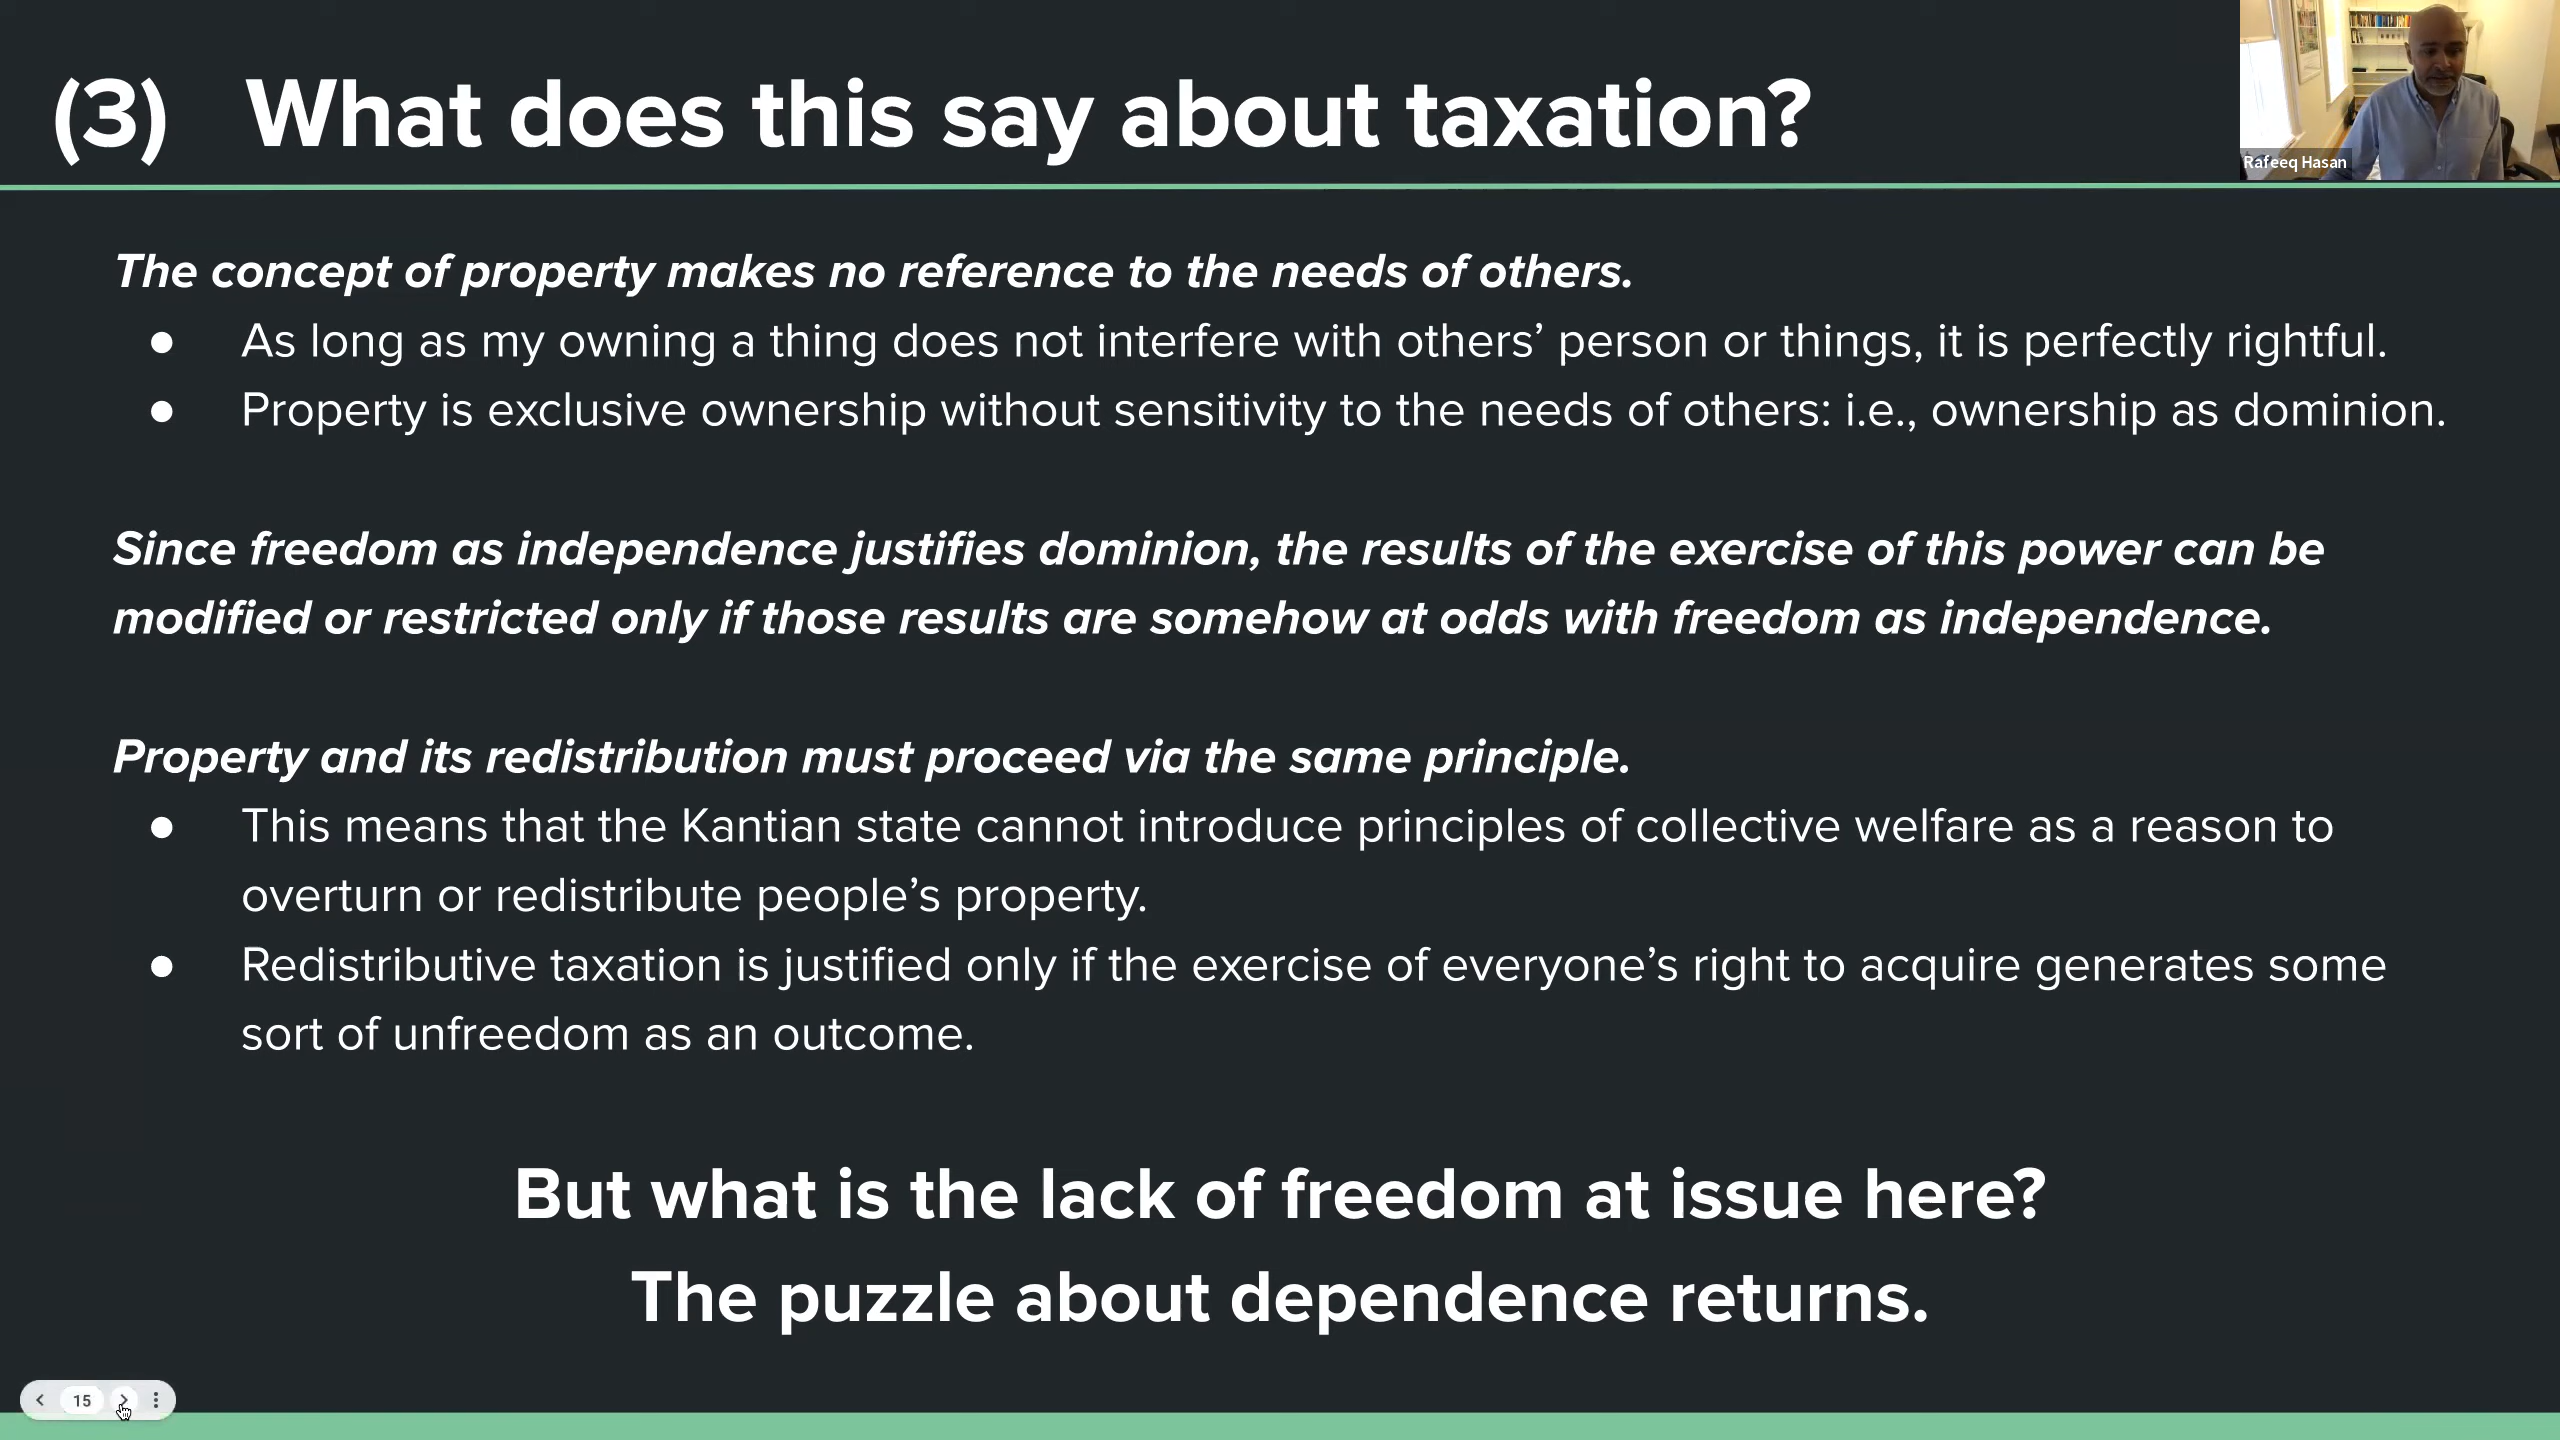 (3) What does this say about taxation?
Rafeeq Hasan
The concept of property makes no reference to the needs of others.
● As long as my owning a thing does not interfere with others’ person or things, it is perfectly rightful.
● Property is exclusive ownership without sensitivity to the needs of others: i.e., ownership as dominion.
Since freedom as independence justifies dominion, the results of the exercise of this power can be
modified or restricted only if those results are somehow at odds with freedom as independence.
Property and its redistribution must proceed via the same principle.
● This means that the Kantian state cannot introduce principles of collective welfare as a reason to
overturn or redistribute people’s property.
● Redistributive taxation is justified only if the exercise of everyone’s right to acquire generates some
sort of unfreedom as an outcome.
But what is the lack of freedom at issue here?
The puzzle about dependence returns.
15